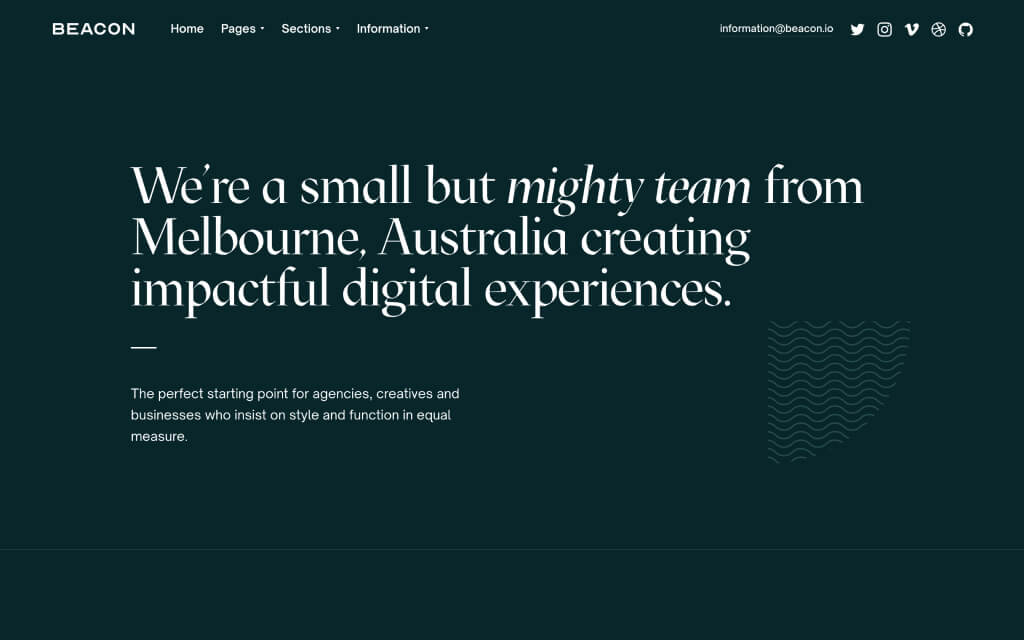 BEACON
Home Pages Sections Information
information@beacon.io
We’re a small but mighty team from
Melbourne, Australia creating
impactful digital experiences.
The perfect starting point for agencies, creatives and
businesses who insist on style and function in equal
measure.